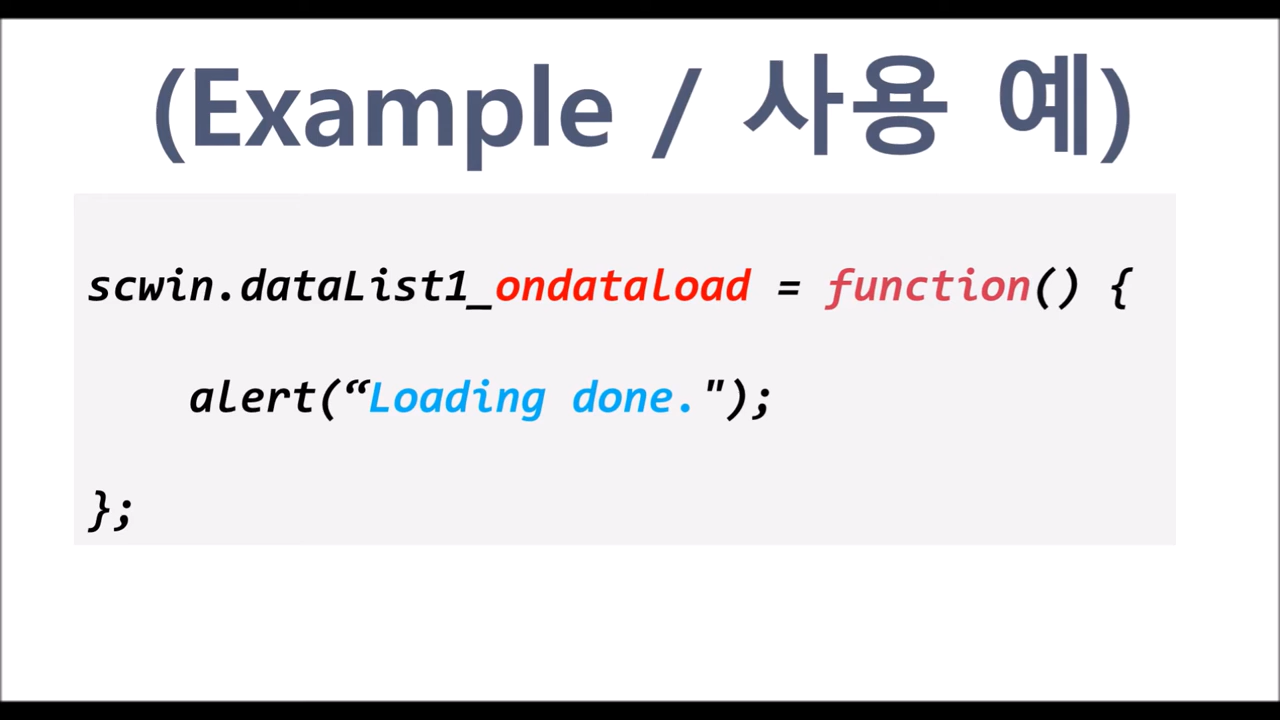 (Example / 사용 예)
scwin.dataList1_ondataload = function() {
alert(“Loading done.");
};